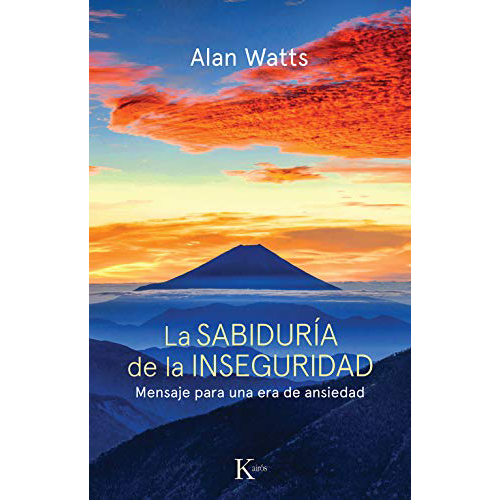 Alan Watts
La SABIDURÍA
de la INSEGURIDAD
Mensaje para una era de ansiedad
Kairós